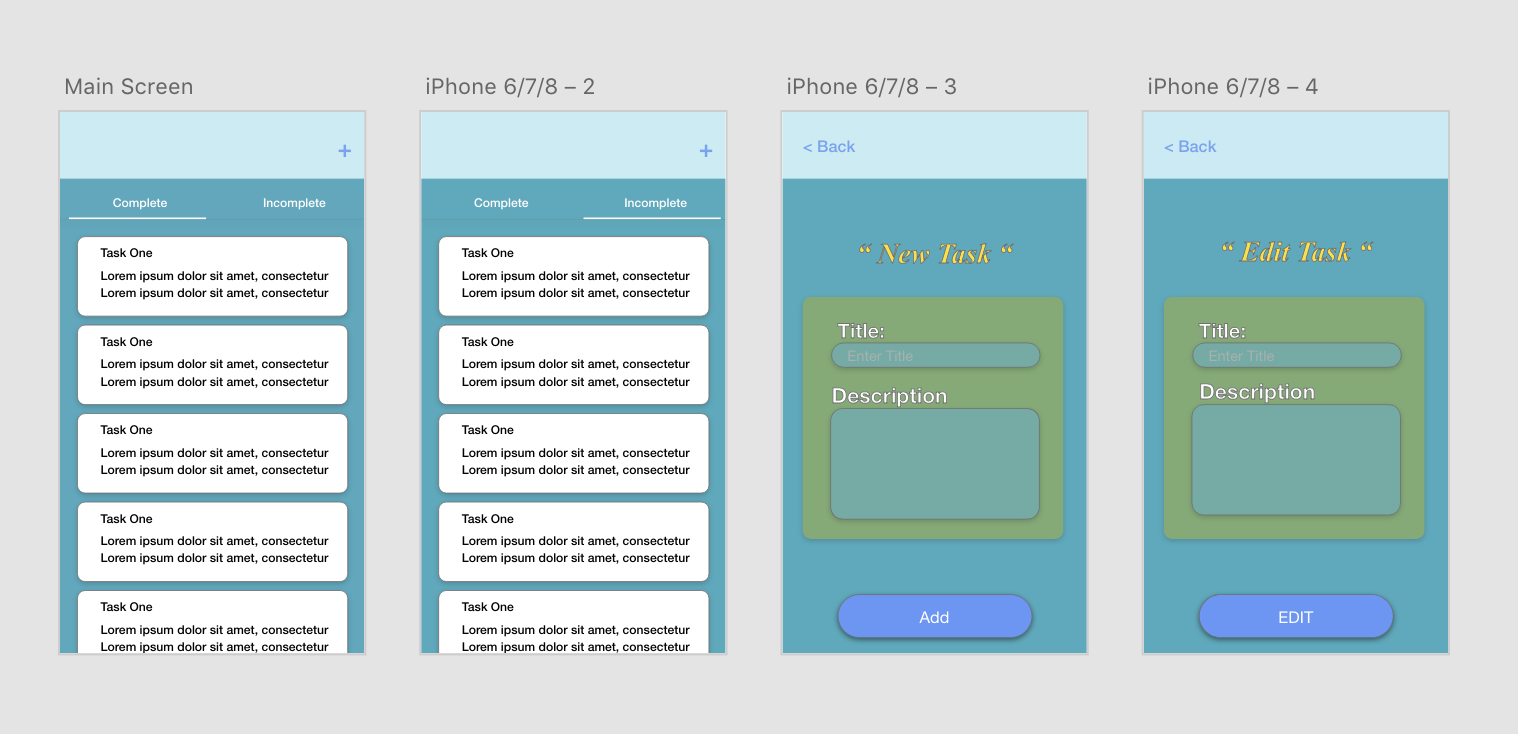 Main Screen
+
Complete Incomplete
Task One
Lorem ipsum dolor sit amet, consectetur
Lorem ipsum dolor sit amet, consectetur
Task One
Lorem ipsum dolor sit amet, consectetur
Lorem ipsum dolor sit amet, consectetur
Task One
Lorem ipsum dolor sit amet, consectetur
Lorem ipsum dolor sit amet, consectetur
Task One
Lorem ipsum dolor sit amet, consectetur
Lorem ipsum dolor sit amet, consectetur
Task One
Lorem ipsum dolor sit amet, consectetur
Lorem ipsum dolor sit amet, consectetur
iPhone 6/7/8 – 2
+
Complete Incomplete
Task One
Lorem ipsum dolor sit amet, consectetur
Lorem ipsum dolor sit amet, consectetur
Task One
Lorem ipsum dolor sit amet, consectetur
Lorem ipsum dolor sit amet, consectetur
Task One
Lorem ipsum dolor sit amet, consectetur
Lorem ipsum dolor sit amet, consectetur
Task One
Lorem ipsum dolor sit amet, consectetur
Lorem ipsum dolor sit amet, consectetur
Task One
Lorem ipsum dolor sit amet, consectetur
Lorem ipsum dolor sit amet, consectetur
iPhone 6/7/8 – 3
< Back
“ New Task “
Title:
Enter Title
Description
Add
iPhone 6/7/8 – 4
< Back
“ Edit Task “
Title:
Enter Title
Description
EDIT